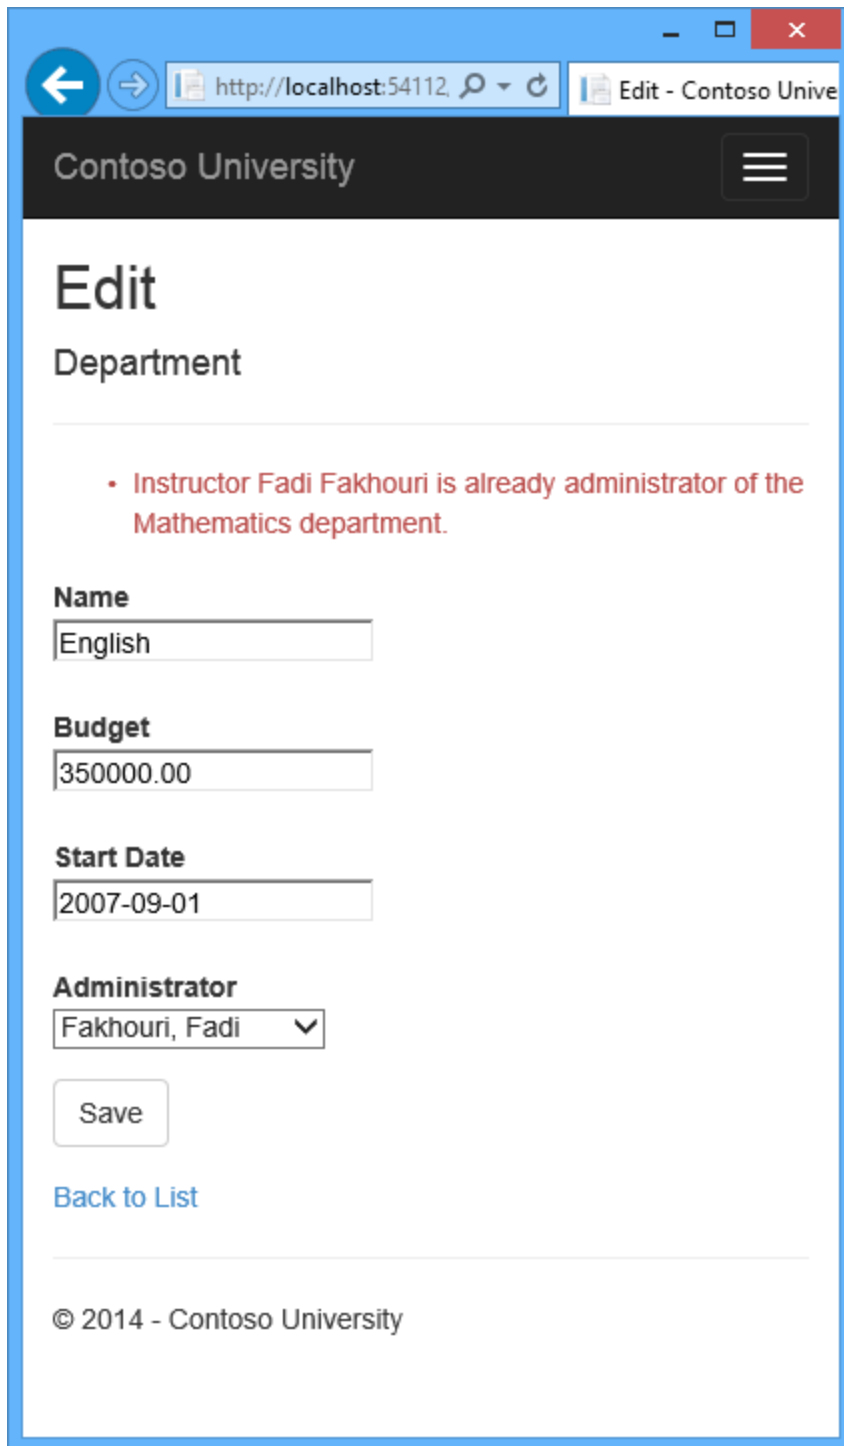 http://localhost:54112,
Edit - Contoso Unive
Contoso University
Edit
Department
• Instructor Fadi Fakhouri is already administrator of the
Mathematics department.
Name
English
Budget
350000.00
Start Date
2007-09-01
Administrator
Fakhouri, Fadi
Save
Back to List
© 2014 - Contoso University